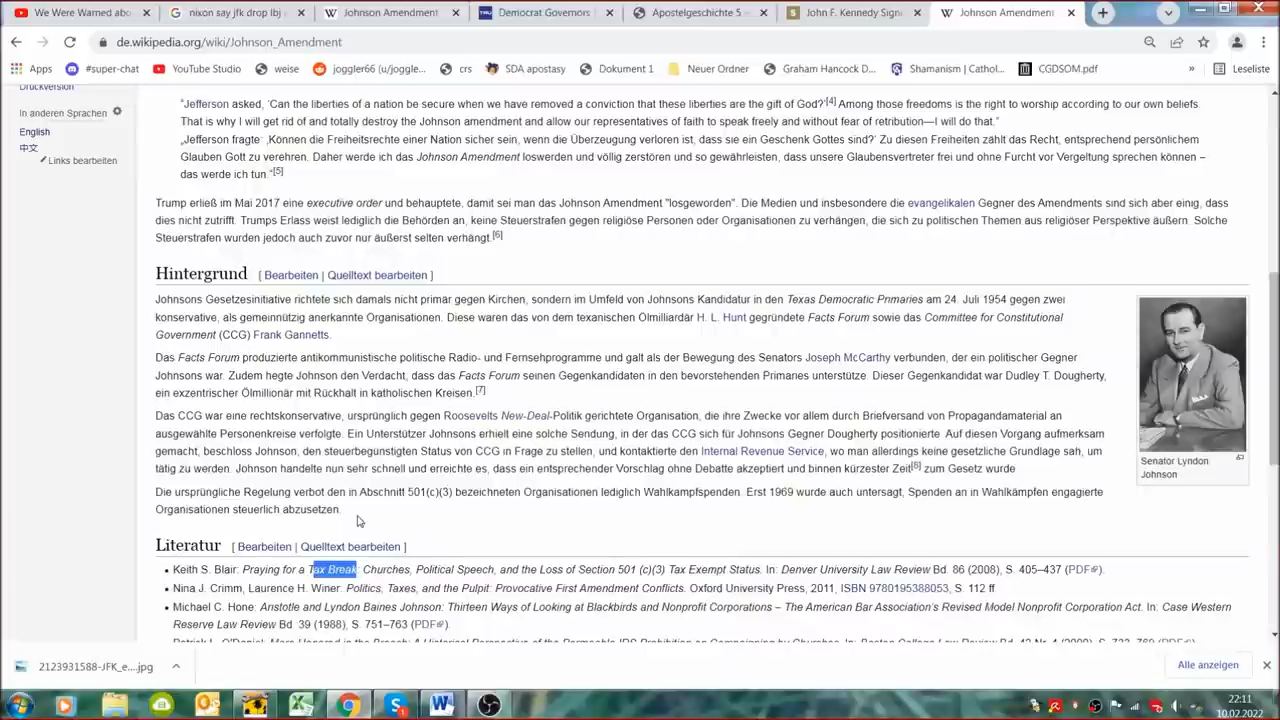 We Were Warned abo
nixon say jfk drop lbj
Johnson Amendment
Democrat Governors
Apostelgeschichte 5 –
John F. Kennedy Sign
Johnson Amendment
de.wikipedia.org/wiki/Johnson_Amendment
Apps #super-chat YouTube Studio weise joggler66 (u/joggle... crs SDA apostasy Dokument 1 Neuer Ordner Graham Hancock D... Shamanism | Cathol... CGDSOM.pdf » Leseliste
Druckversion
In anderen Sprachen
English
中文
Links bearbeiten
"Jefferson asked, 'Can the liberties of a nation be secure when we have removed a conviction that these liberties are the gift of God?'[4] Among those freedoms is the right to worship according to our own beliefs.
That is why I will get rid of and totally destroy the Johnson amendment and allow our representatives of faith to speak freely and without fear of retribution—I will do that."
„Jefferson fragte: ‚Können die Freiheitsrechte einer Nation sicher sein, wenn die Überzeugung verloren ist, dass sie ein Geschenk Gottes sind?' Zu diesen Freiheiten zählt das Recht, entsprechend persönlichem
Glauben Gott zu verehren. Daher werde ich das Johnson Amendment loswerden und völlig zerstören und so gewährleisten, dass unsere Glaubensvertreter frei und ohne Furcht vor Vergeltung sprechen können –
das werde ich tun."[5]
Trump erließ im Mai 2017 eine executive order und behauptete, damit sei man das Johnson Amendment "losgeworden". Die Medien und insbesondere die evangelikalen Gegner des Amendments sind sich aber einig, dass
dies nicht zutrifft. Trumps Erlass weist lediglich die Behörden an, keine Steuerstrafen gegen religiöse Personen oder Organisationen zu verhängen, die sich zu politischen Themen aus religiöser Perspektive äußern. Solche
Steuerstrafen wurden jedoch auch zuvor nur äußerst selten verhängt.[6]
Hintergrund [ Bearbeiten | Quelltext bearbeiten ]
Johnsons Gesetzesinitiative richtete sich damals nicht primär gegen Kirchen, sondern im Umfeld von Johnsons Kandidatur in den Texas Democratic Primaries am 24. Juli 1954 gegen zwei
konservative, als gemeinnützig anerkannte Organisationen. Diese waren das von dem texanischen Ölmilliardär H. L. Hunt gegründete Facts Forum sowie das Committee for Constitutional
Government (CCG) Frank Gannetts.
Das Facts Forum produzierte antikommunistische politische Radio- und Fernsehprogramme und galt als der Bewegung des Senators Joseph McCarthy verbunden, der ein politischer Gegner
Johnsons war. Zudem hegte Johnson den Verdacht, dass das Facts Forum seinen Gegenkandidaten in den bevorstehenden Primaries unterstütze. Dieser Gegenkandidat war Dudley T. Dougherty,
ein exzentrischer Ölmillionär mit Rückhalt in katholischen Kreisen.[7]
Das CCG war eine rechtskonservative, ursprünglich gegen Roosevelts New-Deal-Politik gerichtete Organisation, die ihre Zwecke vor allem durch Briefversand von Propagandamaterial an
ausgewählte Personenkreise verfolgte. Ein Unterstützer Johnsons erhielt eine solche Sendung, in der das CCG sich für Johnsons Gegner Dougherty positionierte. Auf diesen Vorgang aufmerksam
gemacht, beschloss Johnson, den steuerbegünstigten Status von CCG in Frage zu stellen, und kontaktierte den Internal Revenue Service, wo man allerdings keine gesetzliche Grundlage sah, um
tätig zu werden. Johnson handelte nun sehr schnell und erreichte es, dass ein entsprechender Vorschlag ohne Debatte akzeptiert und binnen kürzester Zeit[8] zum Gesetz wurde
Die ursprüngliche Regelung verbot den in Abschnitt 501(c)(3) bezeichneten Organisationen lediglich Wahlkampfspenden. Erst 1969 wurde auch untersagt, Spenden an in Wahlkämpfen engagierte
Organisationen steuerlich abzusetzen.
Senator Lyndon
Johnson
Literatur [ Bearbeiten | Quelltext bearbeiten ]
• Keith S. Blair: Praying for a Tax Break: Churches, Political Speech, and the Loss of Section 501 (c)(3) Tax Exempt Status. In: Denver University Law Review Bd. 86 (2008), S. 405–437 (PDF).
• Nina J. Crimm, Laurence H. Winer: Politics, Taxes, and the Pulpit: Provocative First Amendment Conflicts. Oxford University Press, 2011, ISBN 9780195388053, S. 112 ff
• Michael C. Hone: Aristotle and Lyndon Baines Johnson: Thirteen Ways of Looking at Blackbirds and Nonprofit Corporations – The American Bar Association's Revised Model Nonprofit Corporation Act. In: Case Western
Reserve Law Review Bd. 39 (1988), S. 751–763 (PDF)
2123931588-JFK_e....jpg
Alle anzeigen
22:11
10.02.2022